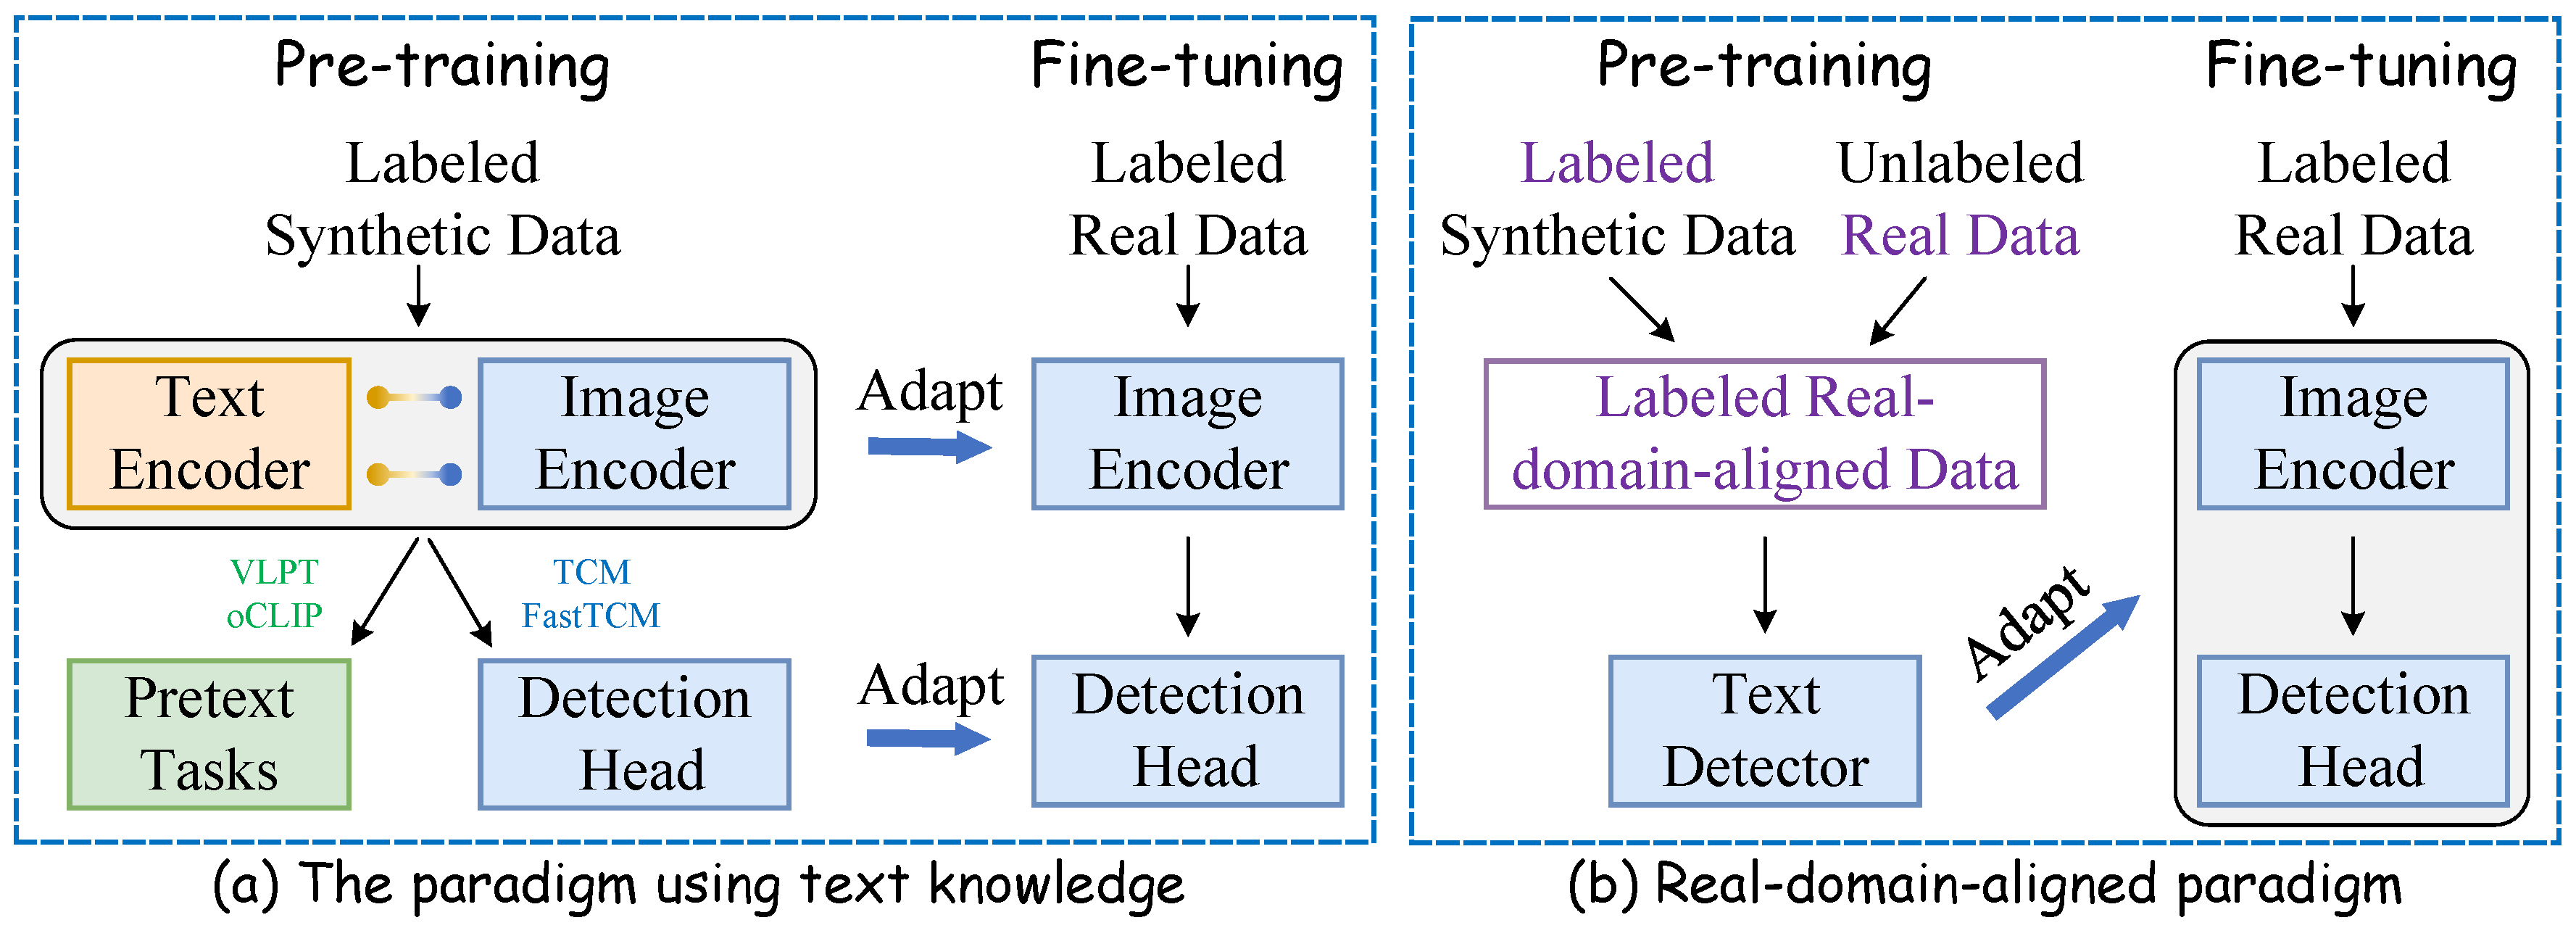 Pre-training
Fine-tuning
Labeled
Synthetic Data
Labeled
Real Data
Text
Encoder
Image
Encoder
Adapt
Image
Encoder
VLPT
oCLIP
TCM
FastTCM
Pretext
Tasks
Detection
Head
Adapt
Detection
Head
(a) The paradigm using text knowledge
Pre-training
Fine-tuning
Labeled
Synthetic Data
Unlabeled
Real Data
Labeled
Real Data
Labeled Real-
domain-aligned Data
Image
Encoder
Adapt
Text
Detector
Detection
Head
(b) Real-domain-aligned paradigm